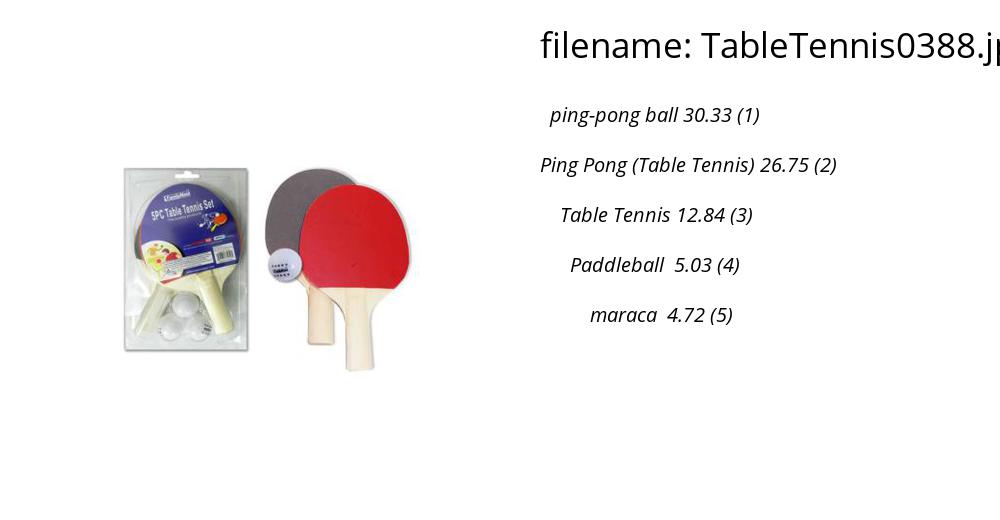 filename: TableTennis0388.jp
ping-pong ball 30.33 (1)
Ping Pong (Table Tennis) 26.75 (2)
Table Tennis 12.84 (3)
Paddleball 5.03 (4)
maraca 4.72 (5)
5PC Table Tennis Set